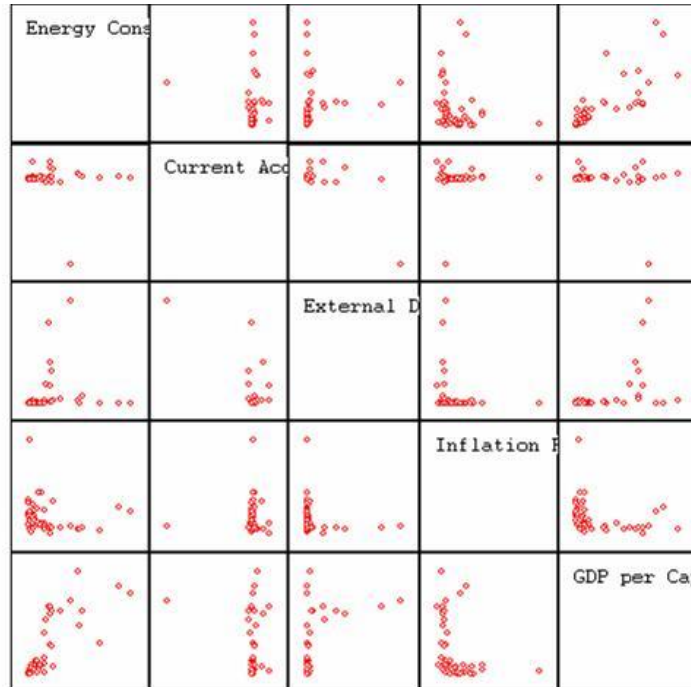 Energy Cons
Current Acc
External D
Inflation
GDP per Ca